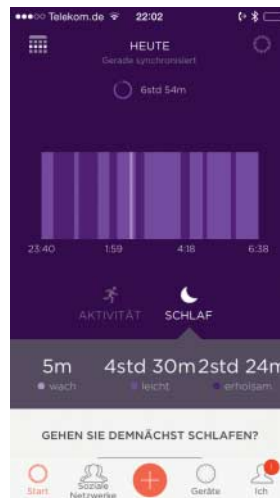 Telekom.de 22:02
HEUTE
Gerade synchronisiert
6std 54m
23:40 1:59 4:18 6:38
AKTIVITÄT SCHLAF
5m 4std 30m 2std 24m
wach leicht erholsam
GEHEN SIE DEMNÄCHST SCHLAFEN?
Start Soziale Netzwerke Geräte Ich